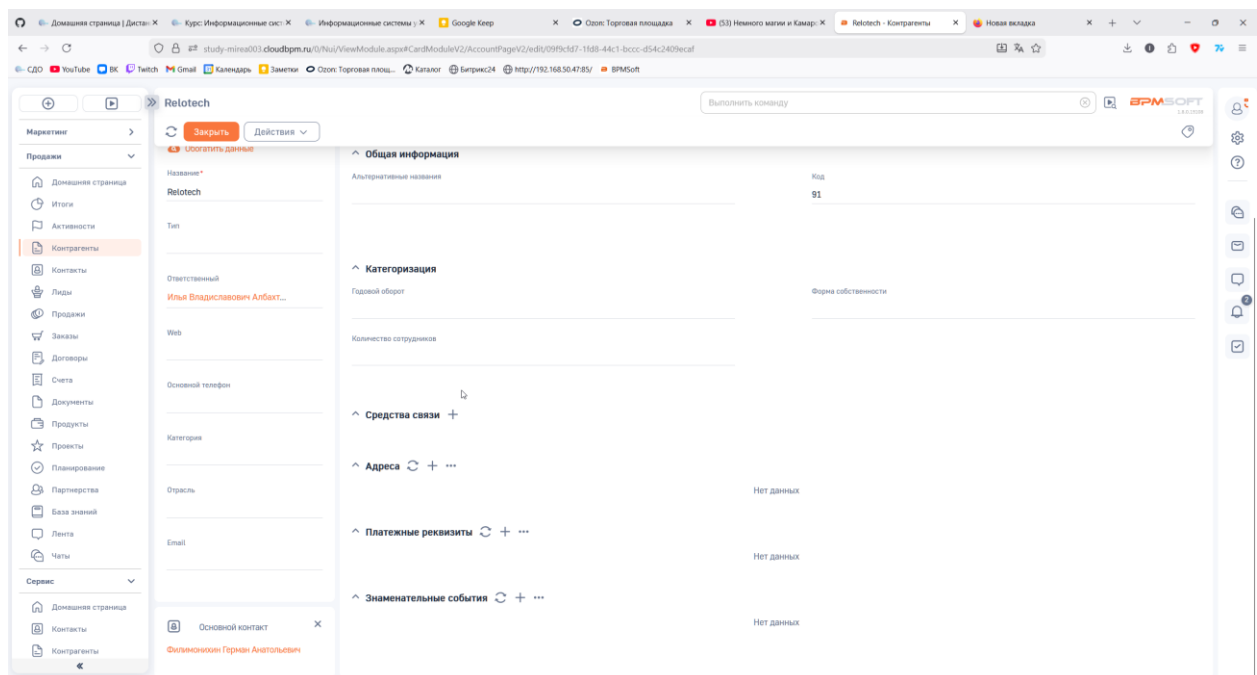 Домашняя страница | Дистан
Курс: Информационные сист
Информационные системы у
Google Keep
Ozon: Торговая площадка
(53) Немного магии и Камар:
Relotech - Контрагенты
Новая вкладка
study-mirea003.cloudbpm.ru/0/Nui/ViewModule.aspx#CardModuleV2/AccountPageV2/edit/09f9cfd7-1fd8-44c1-bccc-d54c2409ecaf
СДО YouTube ВК Twitch Gmail Календарь Заметки Ozon: Торговая площ... Каталог Битрикс24 http://192.168.50.47:85/ BPMSoft
Relotech
Выполнить команду
BPMSOFT
Закрыть
Действия
Маркетинг
Продажи
Домашняя страница
Итоги
Активности
Контрагенты
Контакты
Лиды
Продажи
Заказы
Договоры
Счета
Документы
Продукты
Проекты
Планирование
Партнерства
База знаний
Лента
Чаты
Сервис
Домашняя страница
Контакты
Контрагенты
Обогатить данные
Название*
Relotech
Тип
Ответственный
Илья Владиславович Албахт...
Web
Основной телефон
Категория
Отрасль
Email
Основной контакт
Филимонихин Герман Анатольевич
Общая информация
Альтернативные названия
Код
91
Категоризация
Годовой оборот
Форма собственности
Количество сотрудников
Средства связи
Адреса
Нет данных
Платежные реквизиты
Нет данных
Знаменательные события
Нет данных
2